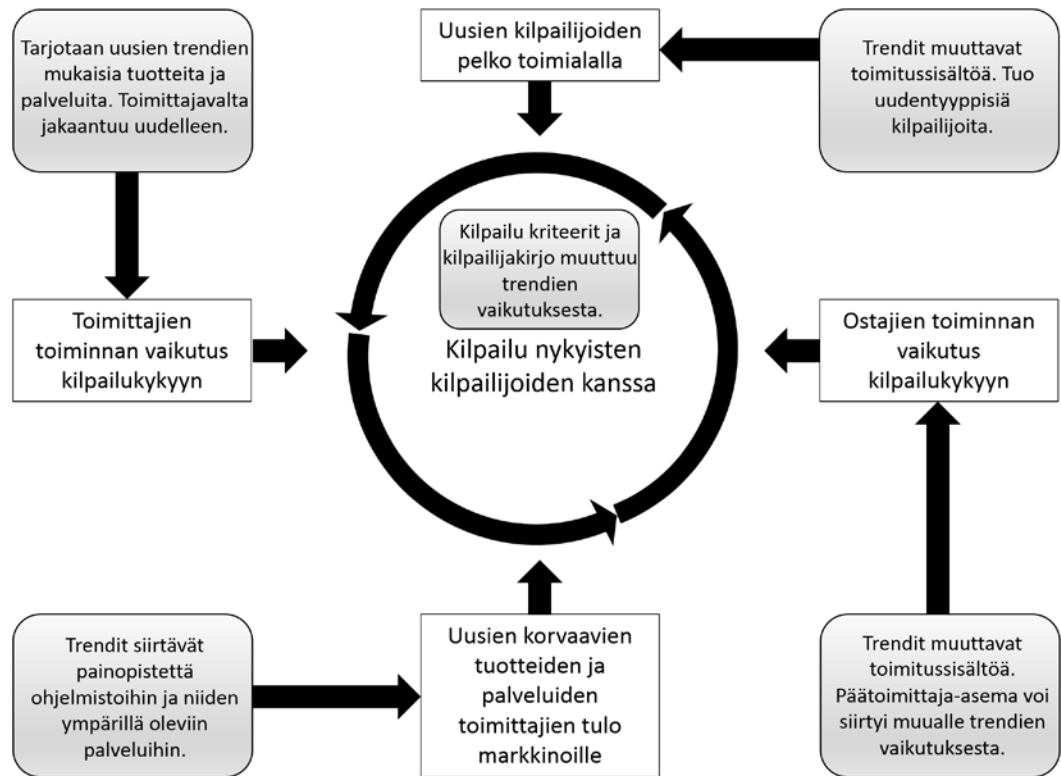 Tarjotaan uusien trendien
mukaisia tuotteita ja
palveluita. Toimittajavalta
jakaantuu uudelleen.
Uusien kilpailijoiden
pelko toimialalla
Trendit muuttavat
toimitussisältöä. Tuo
uudentyyppisiä
kilpailijoita.
Kilpailu kriteerit ja
kilpailijakirjo muuttuu
trendien
vaikutuksesta.
Kilpailu nykyisten
kilpailijoiden kanssa
Toimittajien
toiminnan vaikutus
kilpailukykyyn
Ostajien toiminnan
vaikutus
kilpailukykyyn
Trendit siirtävät
painopistettä
ohjelmistoihin ja niiden
ympärillä oleviin
palveluihin.
Uusien korvaavien
tuotteiden ja
palveluiden
toimittajien tulo
markkinoille
Trendit muuttavat
toimitussisältöä.
Päätoimittaja-asema voi
siirtyi muualle trendien
vaikutuksesta.